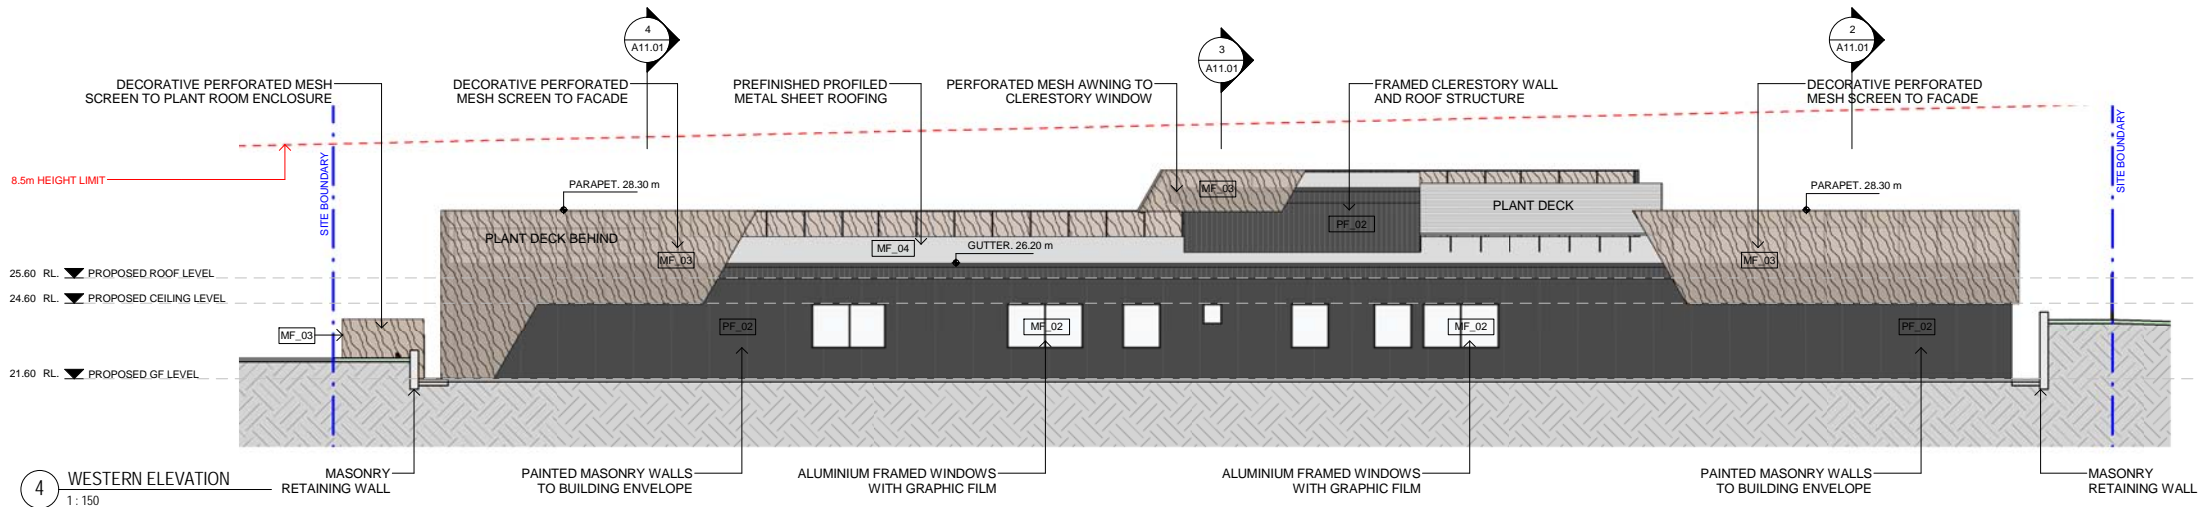 4
A11.01
3
A11.01
2
A11.01
DECORATIVE PERFORATED MESH
SCREEN TO PLANT ROOM ENCLOSURE
DECORATIVE PERFORATED
MESH SCREEN TO FACADE
PREFINISHED PROFILED
METAL SHEET ROOFING
PERFORATED MESH AWNING TO
CLERESTORY WINDOW
FRAMED CLERESTORY WALL
AND ROOF STRUCTURE
DECORATIVE PERFORATED
MESH SCREEN TO FACADE
SITE BOUNDARY
SITE BOUNDARY
8.5m HEIGHT LIMIT
PARAPET. 28.30 m
MF_03
PARAPET. 28.30 m
PLANT DECK
PF_02
PLANT DECK BEHIND
MF_03
MF_04
GUTTER. 26.20 m
MF_03
25.60 RL. PROPOSED ROOF LEVEL
24.60 RL. PROPOSED CEILING LEVEL
MF_03
PF_02
MF_02
MF_02
PF_02
21.60 RL. PROPOSED GF LEVEL
4
WESTERN ELEVATION
1 : 150
MASONRY
RETAINING WALL
PAINTED MASONRY WALLS
TO BUILDING ENVELOPE
ALUMINIUM FRAMED WINDOWS
WITH GRAPHIC FILM
ALUMINIUM FRAMED WINDOWS
WITH GRAPHIC FILM
PAINTED MASONRY WALLS
TO BUILDING ENVELOPE
MASONRY
RETAINING WALL